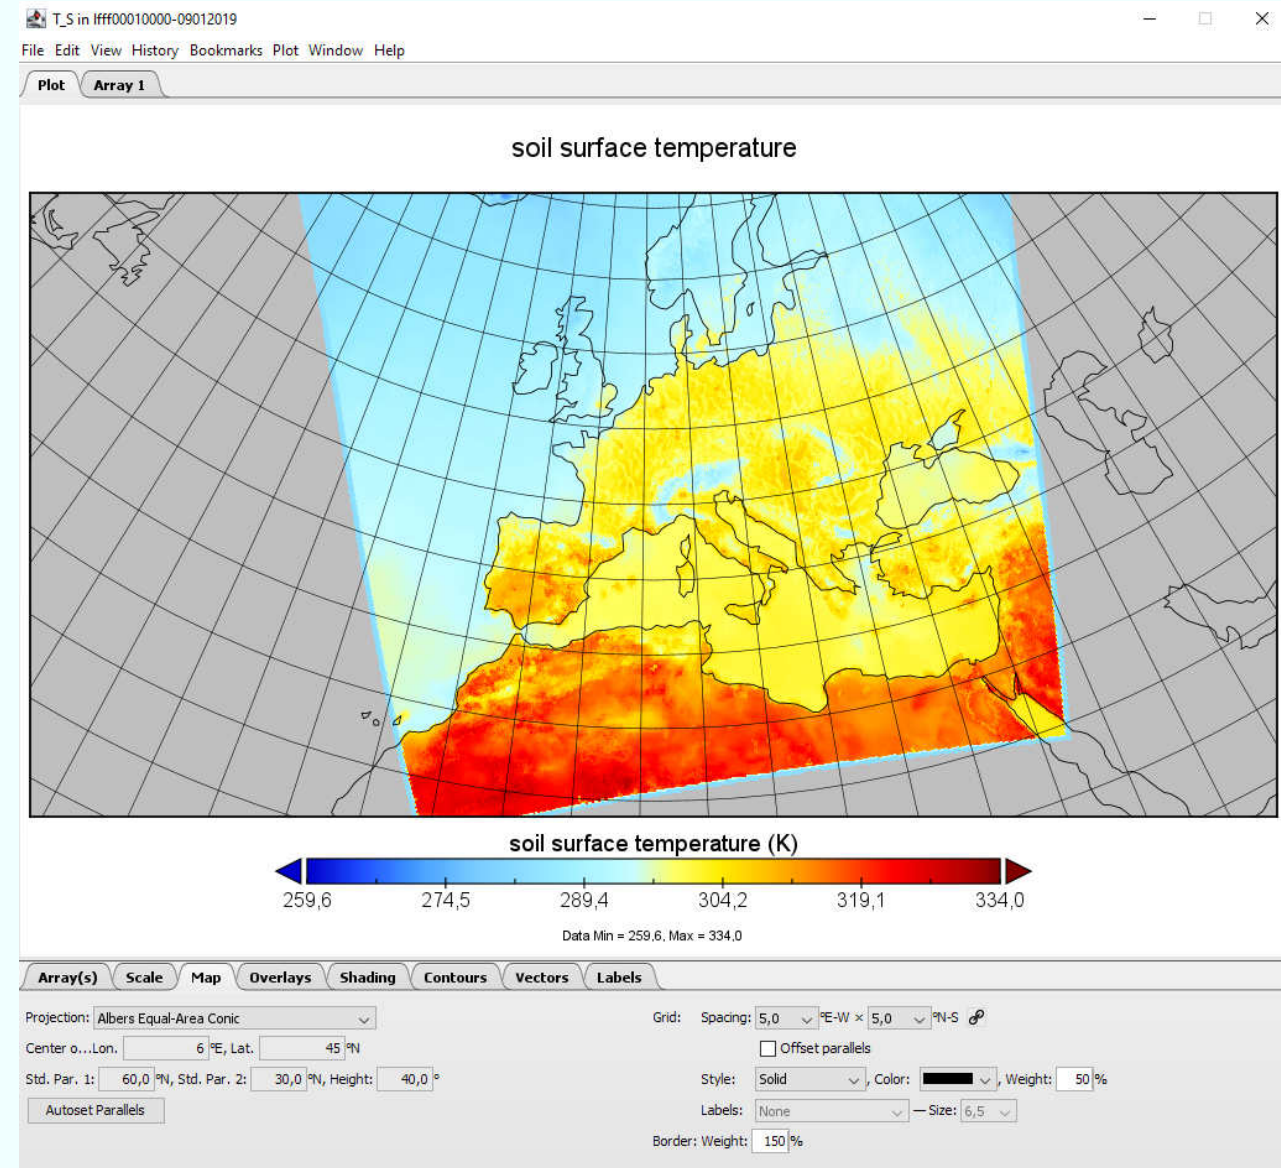 T_S in lfff00010000-09012019
File Edit View History Bookmarks Plot Window Help
Plot Array 1
soil surface temperature
soil surface temperature (K)
259,6 274,5 289,4 304,2 319,1 334,0
Data Min = 259,6, Max = 334,0
Array(s) Scale Map Overlays Shading Contours Vectors Labels
Projection: Albers Equal-Area Conic Grid: Spacing: 5,0 °E-W × 5,0 °N-S
Center o...Lon. 6 °E, Lat. 45 °N Offset parallels
Std. Par. 1: 60,0 °N, Std. Par. 2: 30,0 °N, Height: 40,0 ° Style: Solid , Color: , Weight: 50 %
Autoset Parallels Labels: None — Size: 6,5
Border: Weight: 150 %